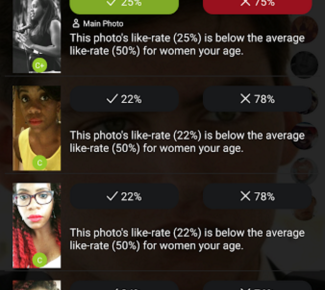 25% 75%
Main Photo
This photo's like-rate (25%) is below the average
like-rate (50%) for women your age.
C+
22% 78%
This photo's like-rate (22%) is below the average
like-rate (50%) for women your age.
C
22% 78%
This photo's like-rate (22%) is below the average
like-rate (50%) for women your age.
C